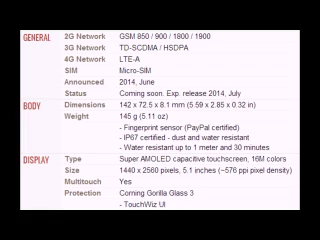 GENERAL 2G Network GSM 850 / 900 / 1800 / 1900
3G Network TD-SCDMA / HSDPA
4G Network LTE-A
SIM Micro-SIM
Announced 2014, June
Status Coming soon. Exp. release 2014, July
BODY Dimensions 142 x 72.5 x 8.1 mm (5.59 x 2.85 x 0.32 in)
Weight 145 g (5.11 oz)
- Fingerprint sensor (PayPal certified)
- IP67 certified - dust and water resistant
- Water resistant up to 1 meter and 30 minutes
DISPLAY Type Super AMOLED capacitive touchscreen, 16M colors
Size 1440 x 2560 pixels, 5.1 inches (~576 ppi pixel density)
Multitouch Yes
Protection Corning Gorilla Glass 3
- TouchWiz UI